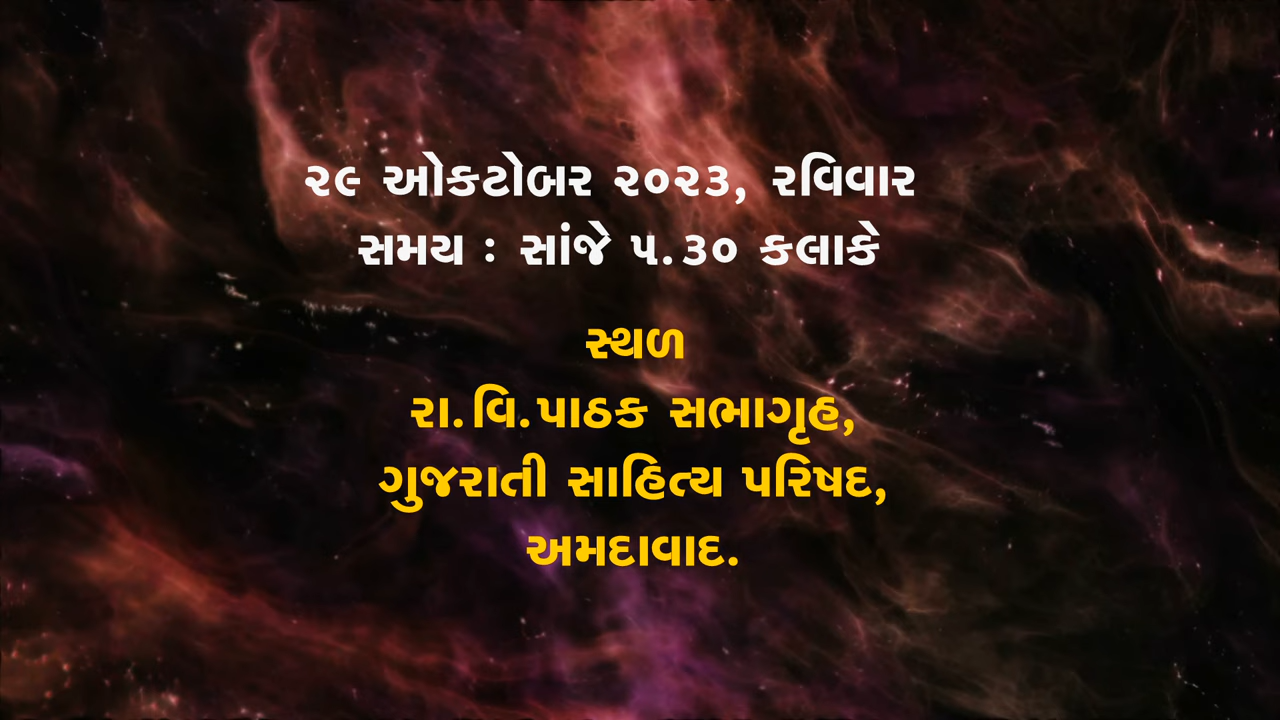 ૨૯ ઓકટોબર ૨૦૨૩, રવિવાર
સમય : સાંજે ૫.૩૦ કલાકે
સ્થળ
રા.વિ.પાઠક સભાગૃહ,
ગુજરાતી સાહિત્ય પરિષદ,
અમદાવાદ.